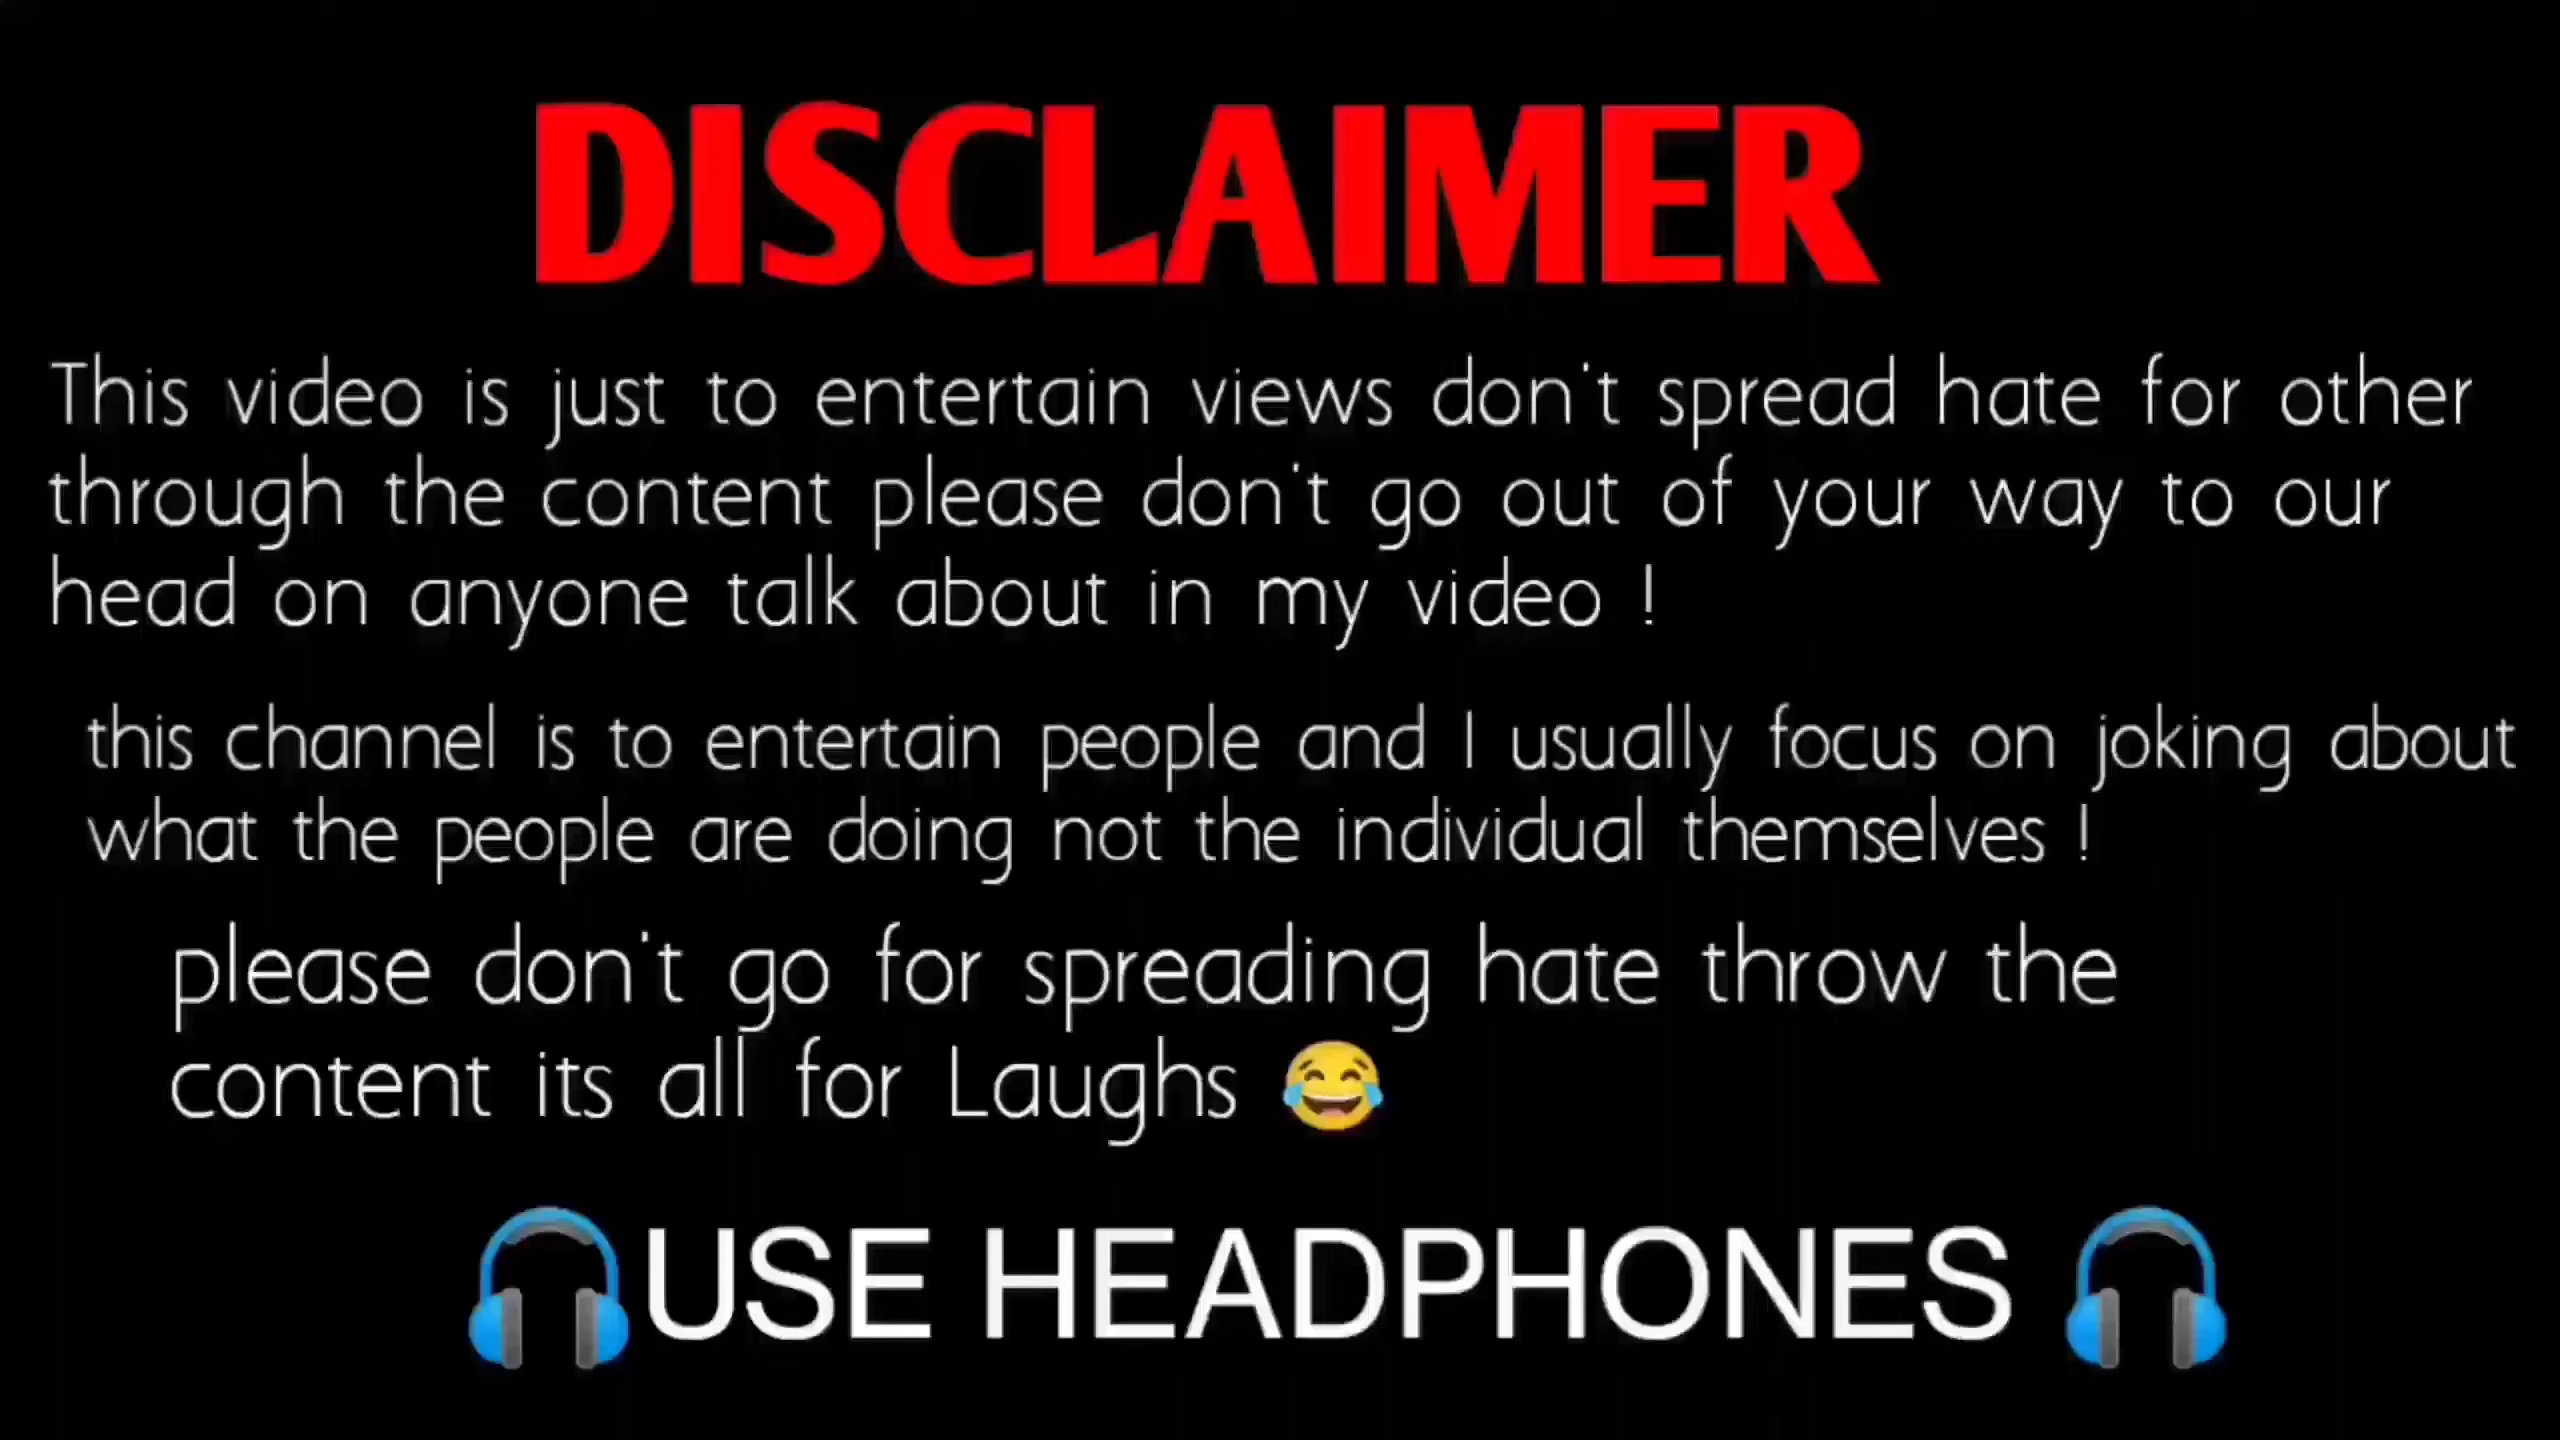 DISCLAIMER
This video is just to entertain views don't spread hate for other
through the content please don't go out of your way to our
head on anyone talk about in my video !
this channel is to entertain people and I usually focus on joking about
what the people are doing not the individual themselves !
please don't go for spreading hate throw the
content its all for Laughs 😂
🎧USE HEADPHONES 🎧